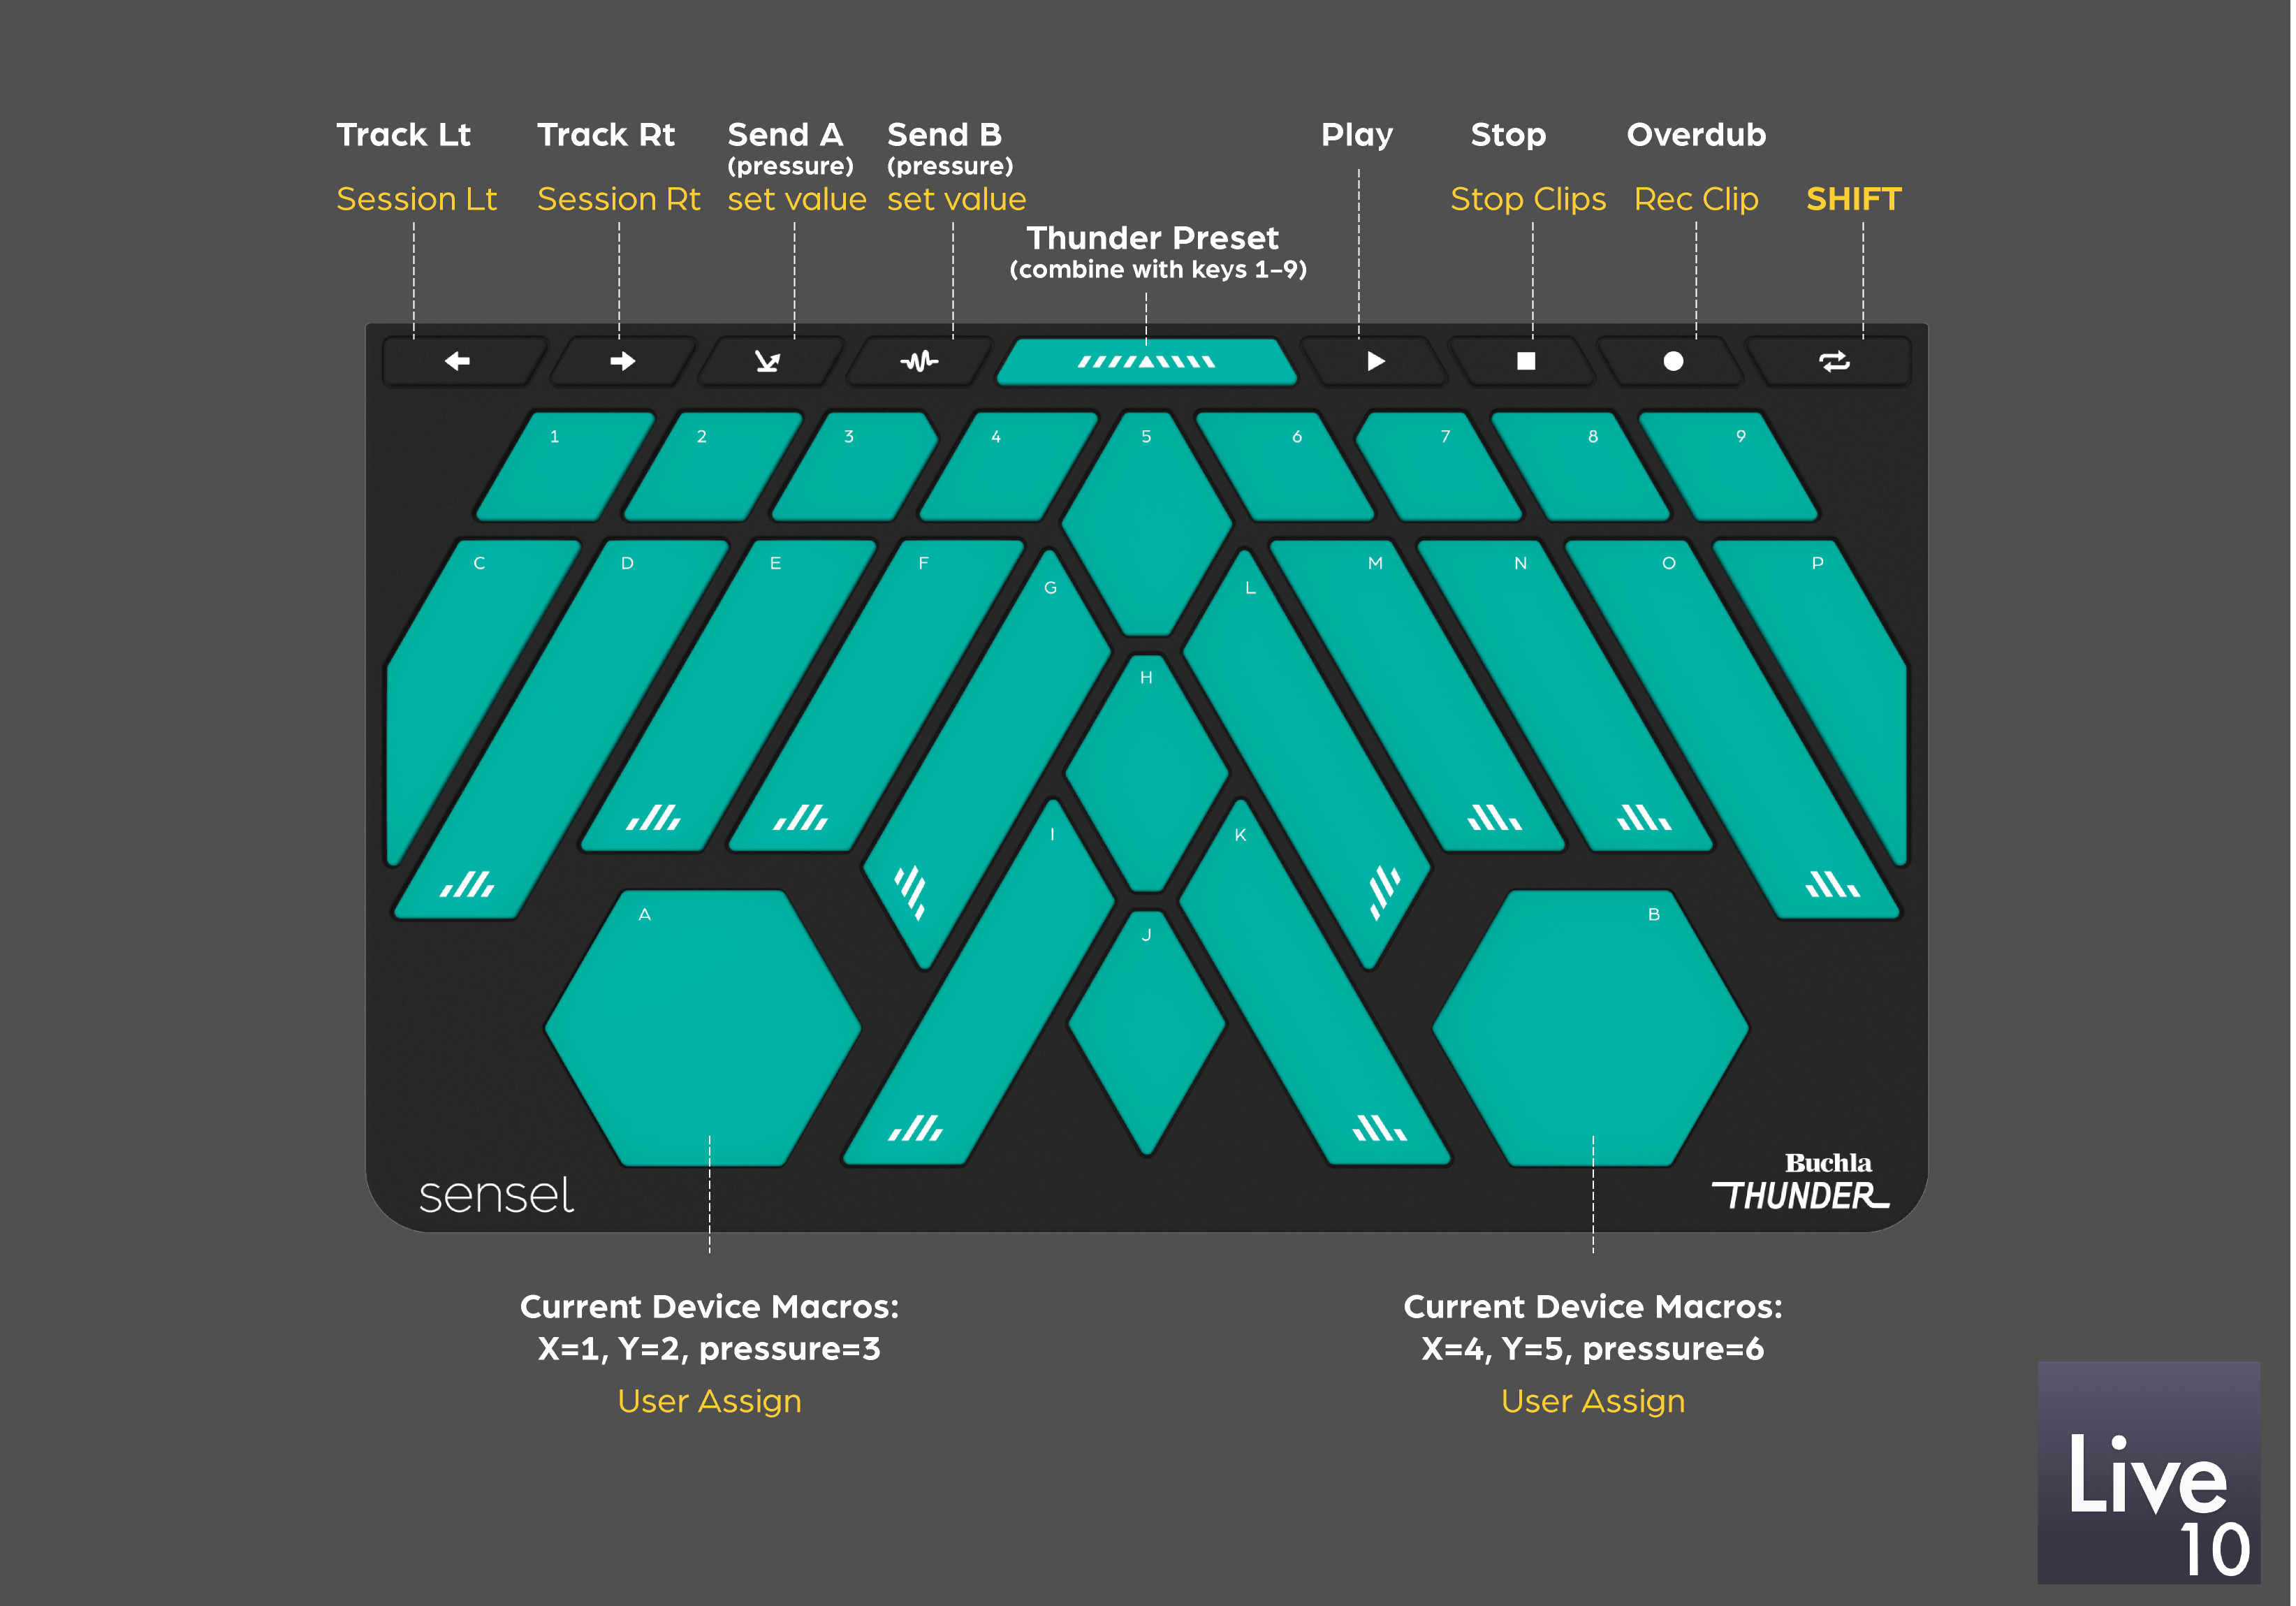 Track Lt
Track Rt
Send A
Send B
Play
Stop
Overdub
(pressure)
(pressure)
Session Lt
Session Rt
set value
set value
Stop Clips
Rec Clip
SHIFT
Thunder Preset
(combine with keys 1–9)
1 2 3 4 5 6 7 8 9
C D E F M N O P
G L
H
I K
A B
J
sensel
Buchla
THUNDER
Current Device Macros:
X=1, Y=2, pressure=3
User Assign
Current Device Macros:
X=4, Y=5, pressure=6
User Assign
Live
10